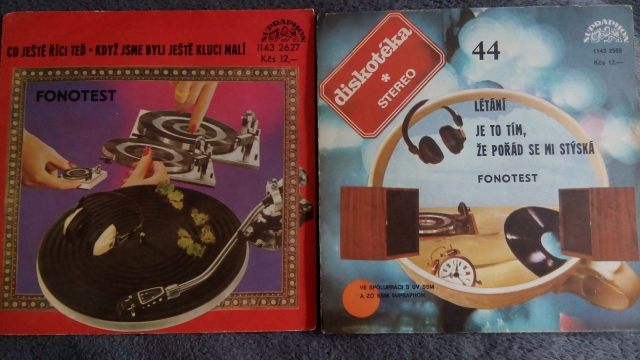 SUPRAPHON
1143 2627
Kčs 12,—
CO JEŠTĚ ŘÍCI TEĎ • KDYŽ JSME BYLI JEŠTĚ KLUCI MALÍ
FONOTEST
SUPRAPHON
1143 2565
Kčs 12,—
diskotéka
*
STEREO
44
LÉTÁNÍ
JE TO TÍM,
ŽE POŘÁD SE MI STÝSKÁ
FONOTEST
VE SPOLUPRÁCI S ÚV SSM
A ZO SSM SUPRAPHON